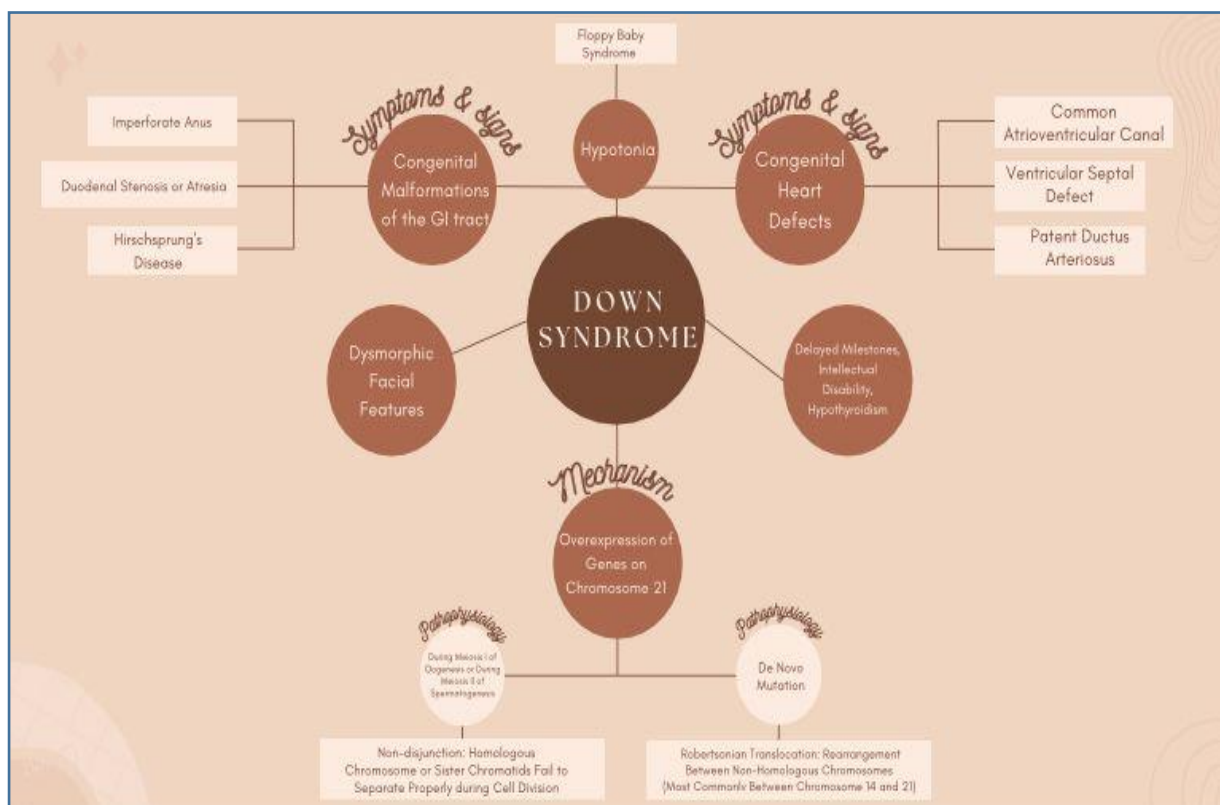 Floppy Baby
Syndrome
Symptoms & signs
Symptoms & signs
Imperforate Anus
Duodenal Stenosis or Atresia
Hirschsprung's
Disease
Congenital
Malformations
of the GI tract
Hypotonia
Congenital
Heart
Defects
Common
Atrioventricular Canal
Ventricular Septal
Defect
Patent Ductus
Arteriosus
DOWN
SYNDROME
Dysmorphic
Facial
Features
Delayed Milestones,
Intellectual
Disability,
Hypothyroidism
Mechanism
Overexpression of
Genes on
Chromosome 21
Pathophysiology
During Meiosis I of
Oogenesis or During
Meiosis II of
Spermatogenesis
Non-disjunction: Homologous
Chromosome or Sister Chromatids Fail to
Separate Properly during Cell Division
Pathophysiology
De Novo
Mutation
Robertsonian Translocation: Rearrangement
Between Non-Homologous Chromosomes
(Most Commonly Between Chromosome 14 and 21)